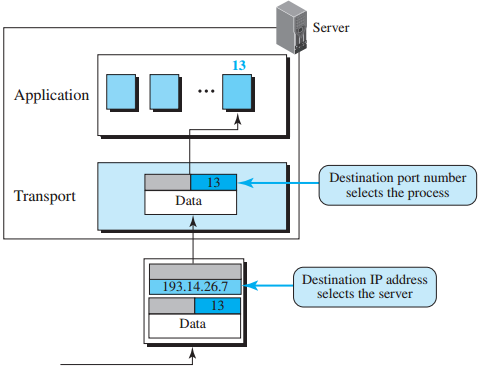 Server
13
Application
...
13
Destination port number
selects the process
Transport
Data
193.14.26.7
Destination IP address
selects the server
13
Data